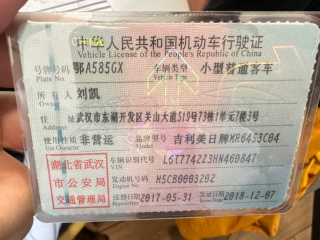 中华人民共和国机动车行驶证
Vehicle License of the People's Republic of China
号牌号码 鄂A585GX 车辆类型 小型普通客车
Plate No. Vehicle Type
所有人 刘凯
Owner
住址 武汉市东湖开发区关山大道519号73栋1单元7楼3号
Address
使用性质 非营运 品牌型号 吉利美日牌MR6453C04
Use Character Model
湖北省武汉 车辆识别代号 L6T7742Z3HN460847
VIN
市公安局 发动机号码 HSCB0003202
Engine No.
交通管理局 注册日期 2017-05-31 发证日期 2018-12-07
Register Date Issue Date